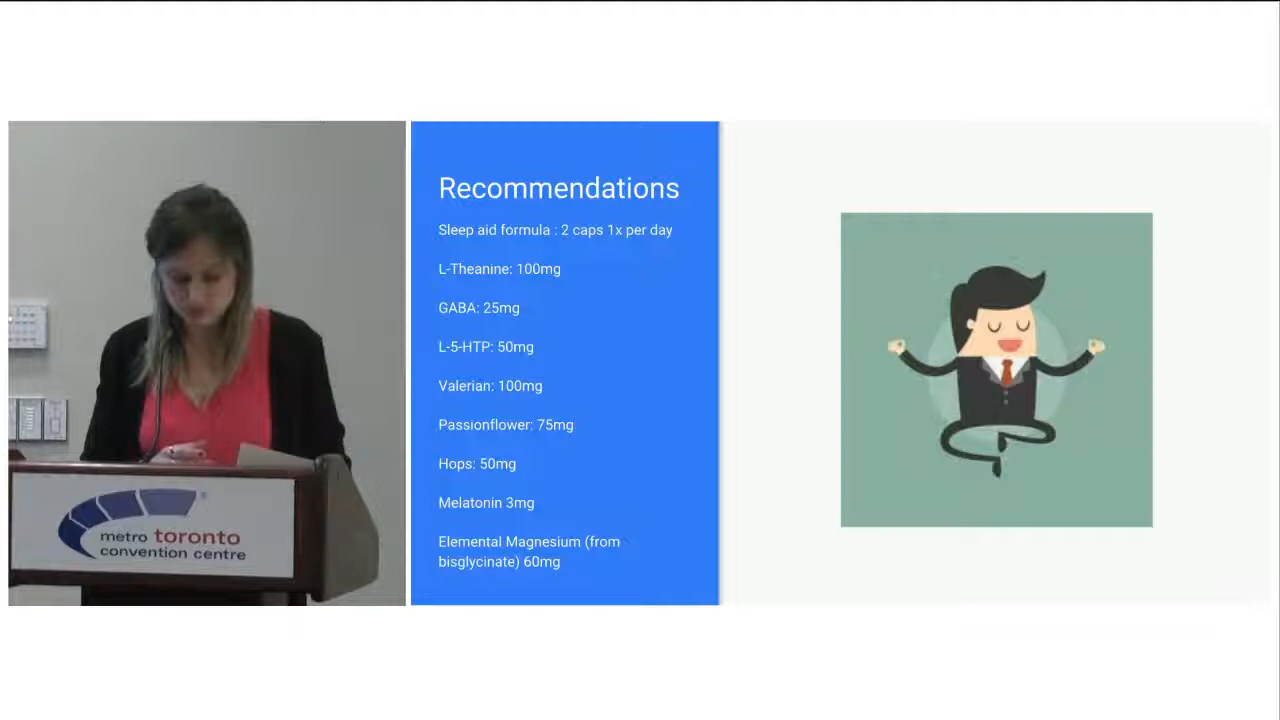 Recommendations
Sleep aid formula : 2 caps 1x per day
L-Theanine: 100mg
GABA: 25mg
L-5-HTP: 50mg
Valerian: 100mg
Passionflower: 75mg
Hops: 50mg
Melatonin 3mg
Elemental Magnesium (from
bisglycinate) 60mg
metro toronto
convention centre